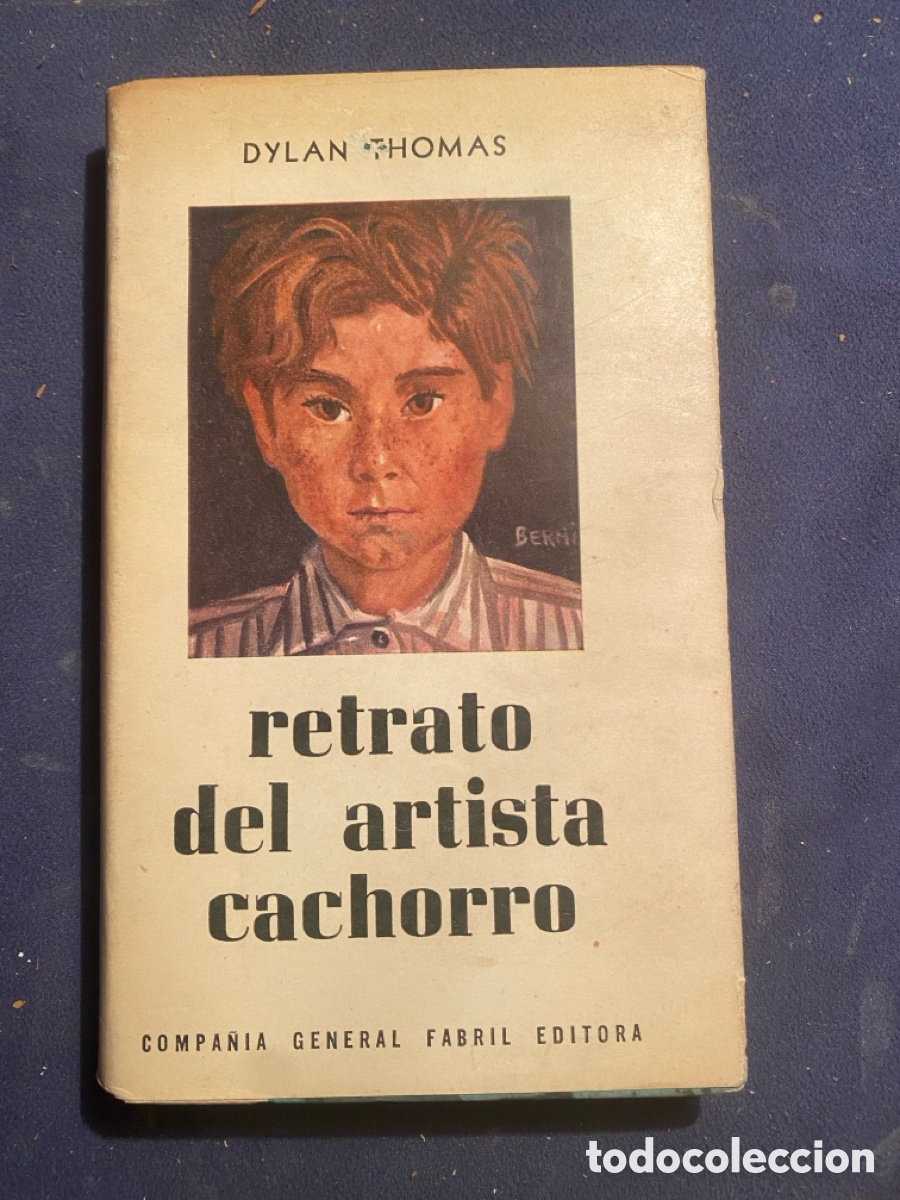 DYLAN THOMAS
BERNI
retrato
del artista
cachorro
COMPAÑIA GENERAL FABRIL EDITORA
todocoleccion